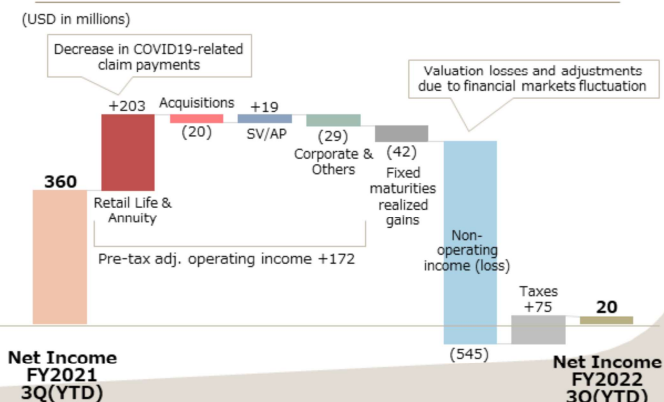 (USD in millions)
Decrease in COVID19-related
claim payments
Valuation losses and adjustments
due to financial markets fluctuation
+203
Acquisitions
+19
(20)
SV/AP
(29)
Corporate &
Others
(42)
Fixed
maturities
realized
gains
360
Retail Life &
Annuity
Pre-tax adj. operating income +172
Non-
operating
income (loss)
Taxes
+75
20
(545)
Net Income
FY2021
3Q(YTD)
Net Income
FY2022
3Q(YTD)